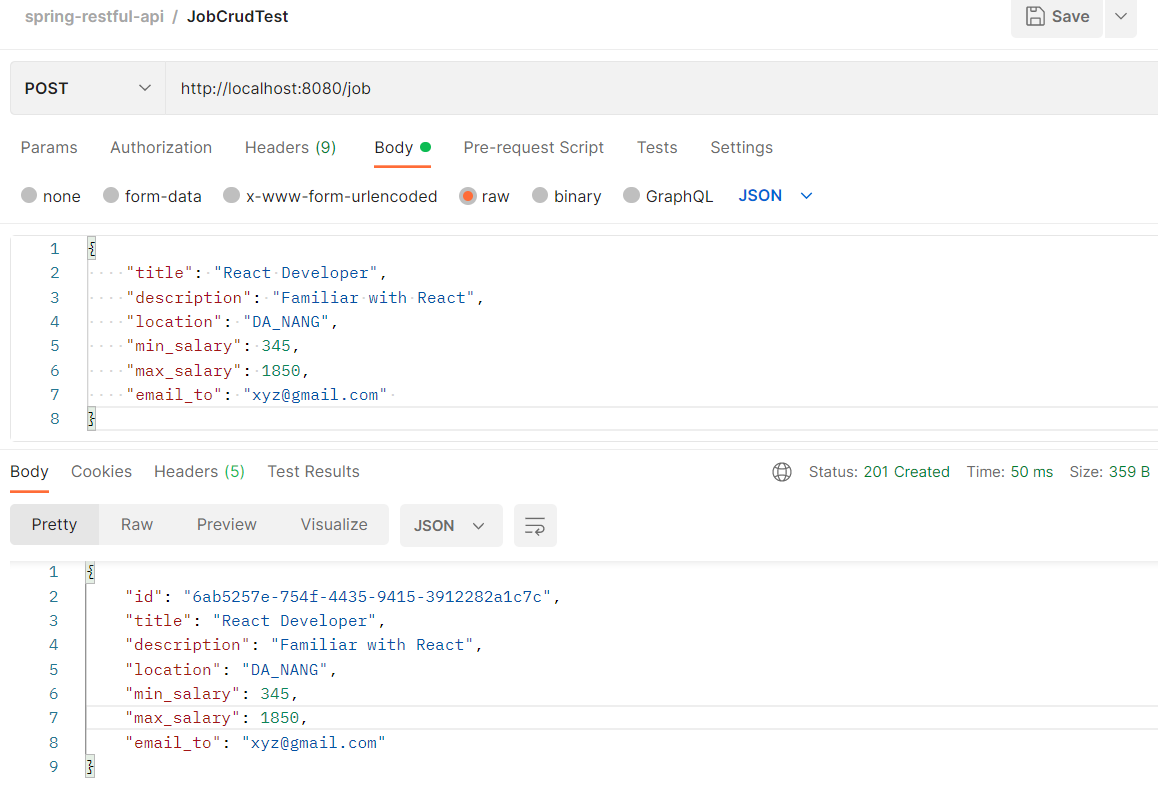 spring-restful-api / JobCrudTest
Save
POST
http://localhost:8080/job
Params Authorization Headers (9) Body Pre-request Script Tests Settings
none form-data x-www-form-urlencoded raw binary GraphQL JSON
1 {
2 "title": "React Developer",
3 "description": "Familiar with React",
4 "location": "DA_NANG",
5 "min_salary": 345,
6 "max_salary": 1850,
7 "email_to": "xyz@gmail.com"
8 }
Body Cookies Headers (5) Test Results Status: 201 Created Time: 50 ms Size: 359 B
Pretty Raw Preview Visualize JSON
1 {
2 "id": "6ab5257e-754f-4435-9415-3912282a1c7c",
3 "title": "React Developer",
4 "description": "Familiar with React",
5 "location": "DA_NANG",
6 "min_salary": 345,
7 "max_salary": 1850,
8 "email_to": "xyz@gmail.com"
9 }